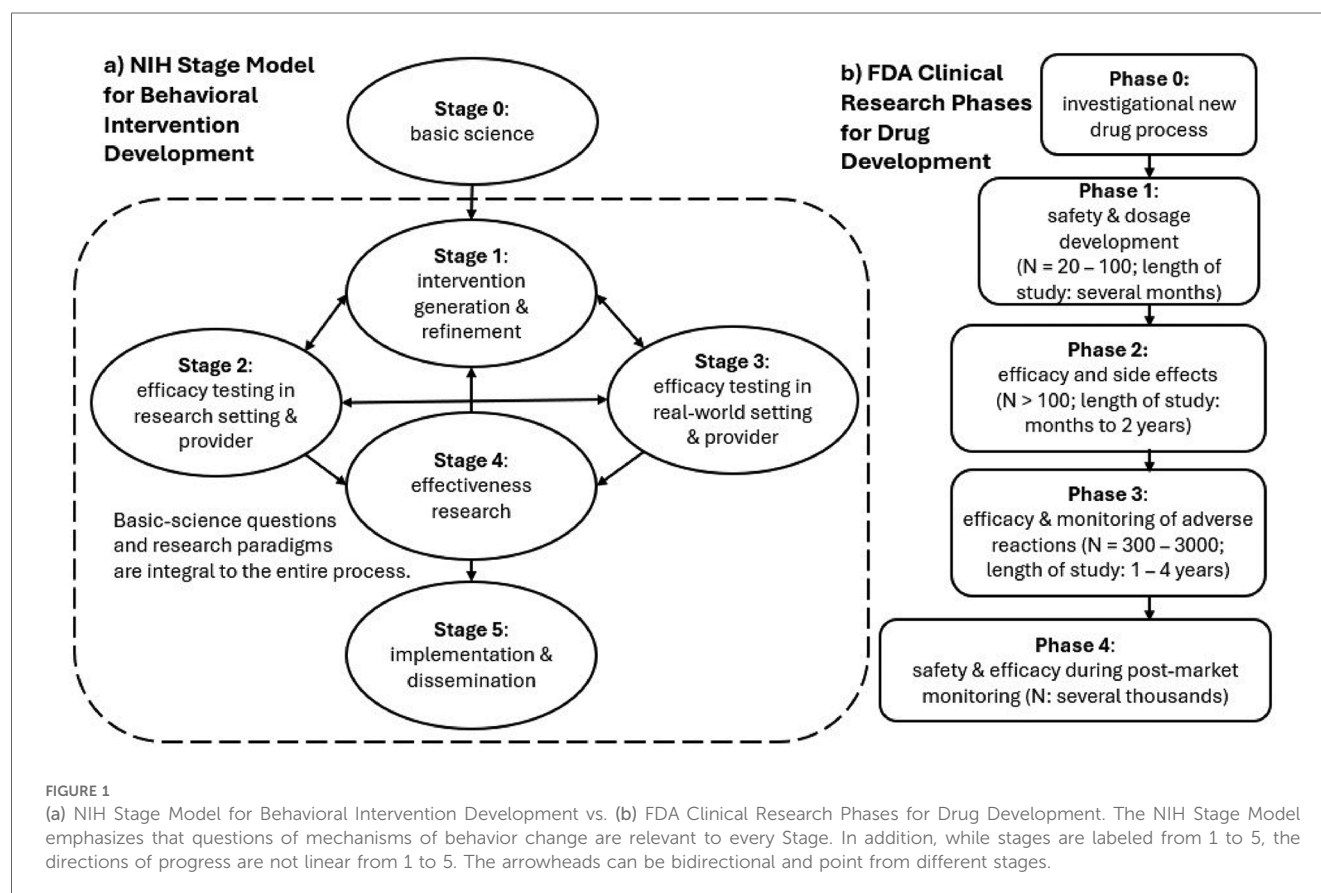 a) NIH Stage Model
for Behavioral
Intervention
Development
Stage 0:
basic science
Stage 1:
intervention
generation &
refinement
Stage 2:
efficacy testing in
research setting &
provider
Stage 3:
efficacy testing in
real-world setting
& provider
Stage 4:
effectiveness
research
Basic-science questions
and research paradigms
are integral to the entire process.
Stage 5:
implementation &
dissemination
b) FDA Clinical
Research Phases
for Drug
Development
Phase 0:
investigational new
drug process
Phase 1:
safety & dosage
development
(N = 20 – 100; length of
study: several months)
Phase 2:
efficacy and side effects
(N > 100; length of study:
months to 2 years)
Phase 3:
efficacy & monitoring of adverse
reactions (N = 300 – 3000;
length of study: 1 – 4 years)
Phase 4:
safety & efficacy during post-market
monitoring (N: several thousands)
FIGURE 1
(a) NIH Stage Model for Behavioral Intervention Development vs. (b) FDA Clinical Research Phases for Drug Development. The NIH Stage Model
emphasizes that questions of mechanisms of behavior change are relevant to every Stage. In addition, while stages are labeled from 1 to 5, the
directions of progress are not linear from 1 to 5. The arrowheads can be bidirectional and point from different stages.